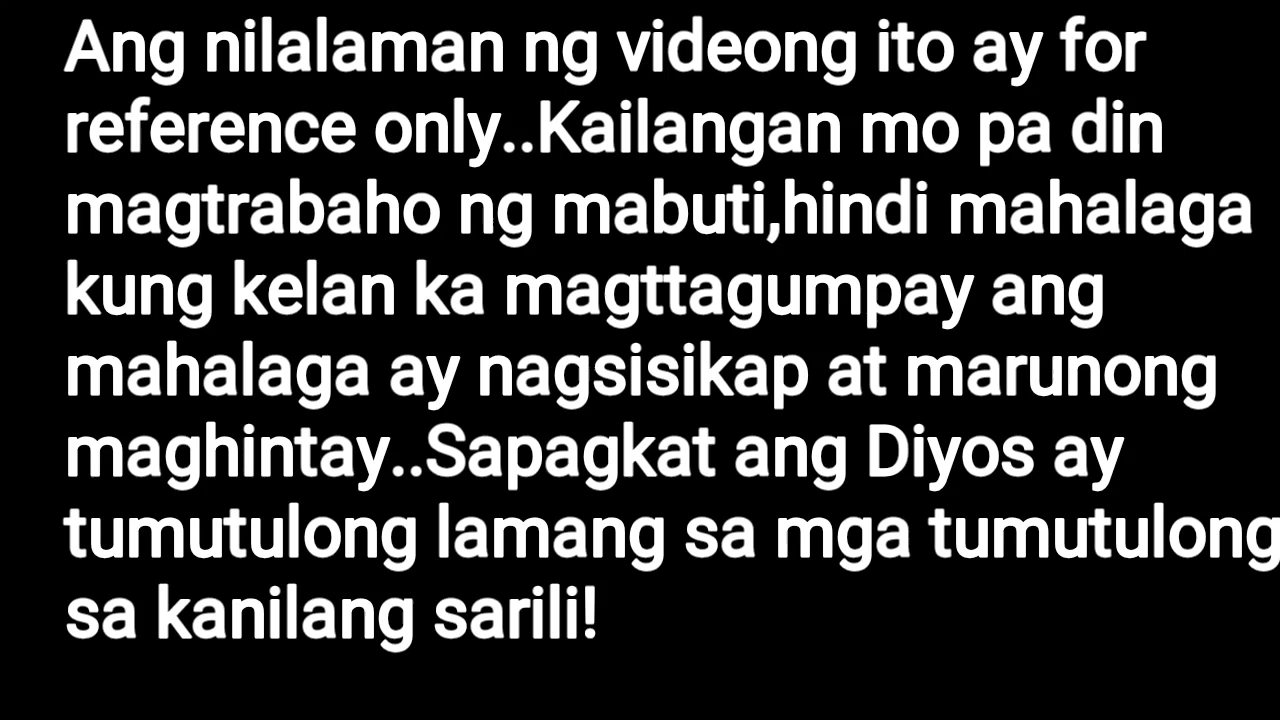 Ang nilalaman ng videong ito ay for
reference only..Kailangan mo pa din
magtrabaho ng mabuti,hindi mahalaga
kung kelan ka magttagumpay ang
mahalaga ay nagsisikap at marunong
maghintay..Sapagkat ang Diyos ay
tumutulong lamang sa mga tumutulong
sa kanilang sarili!